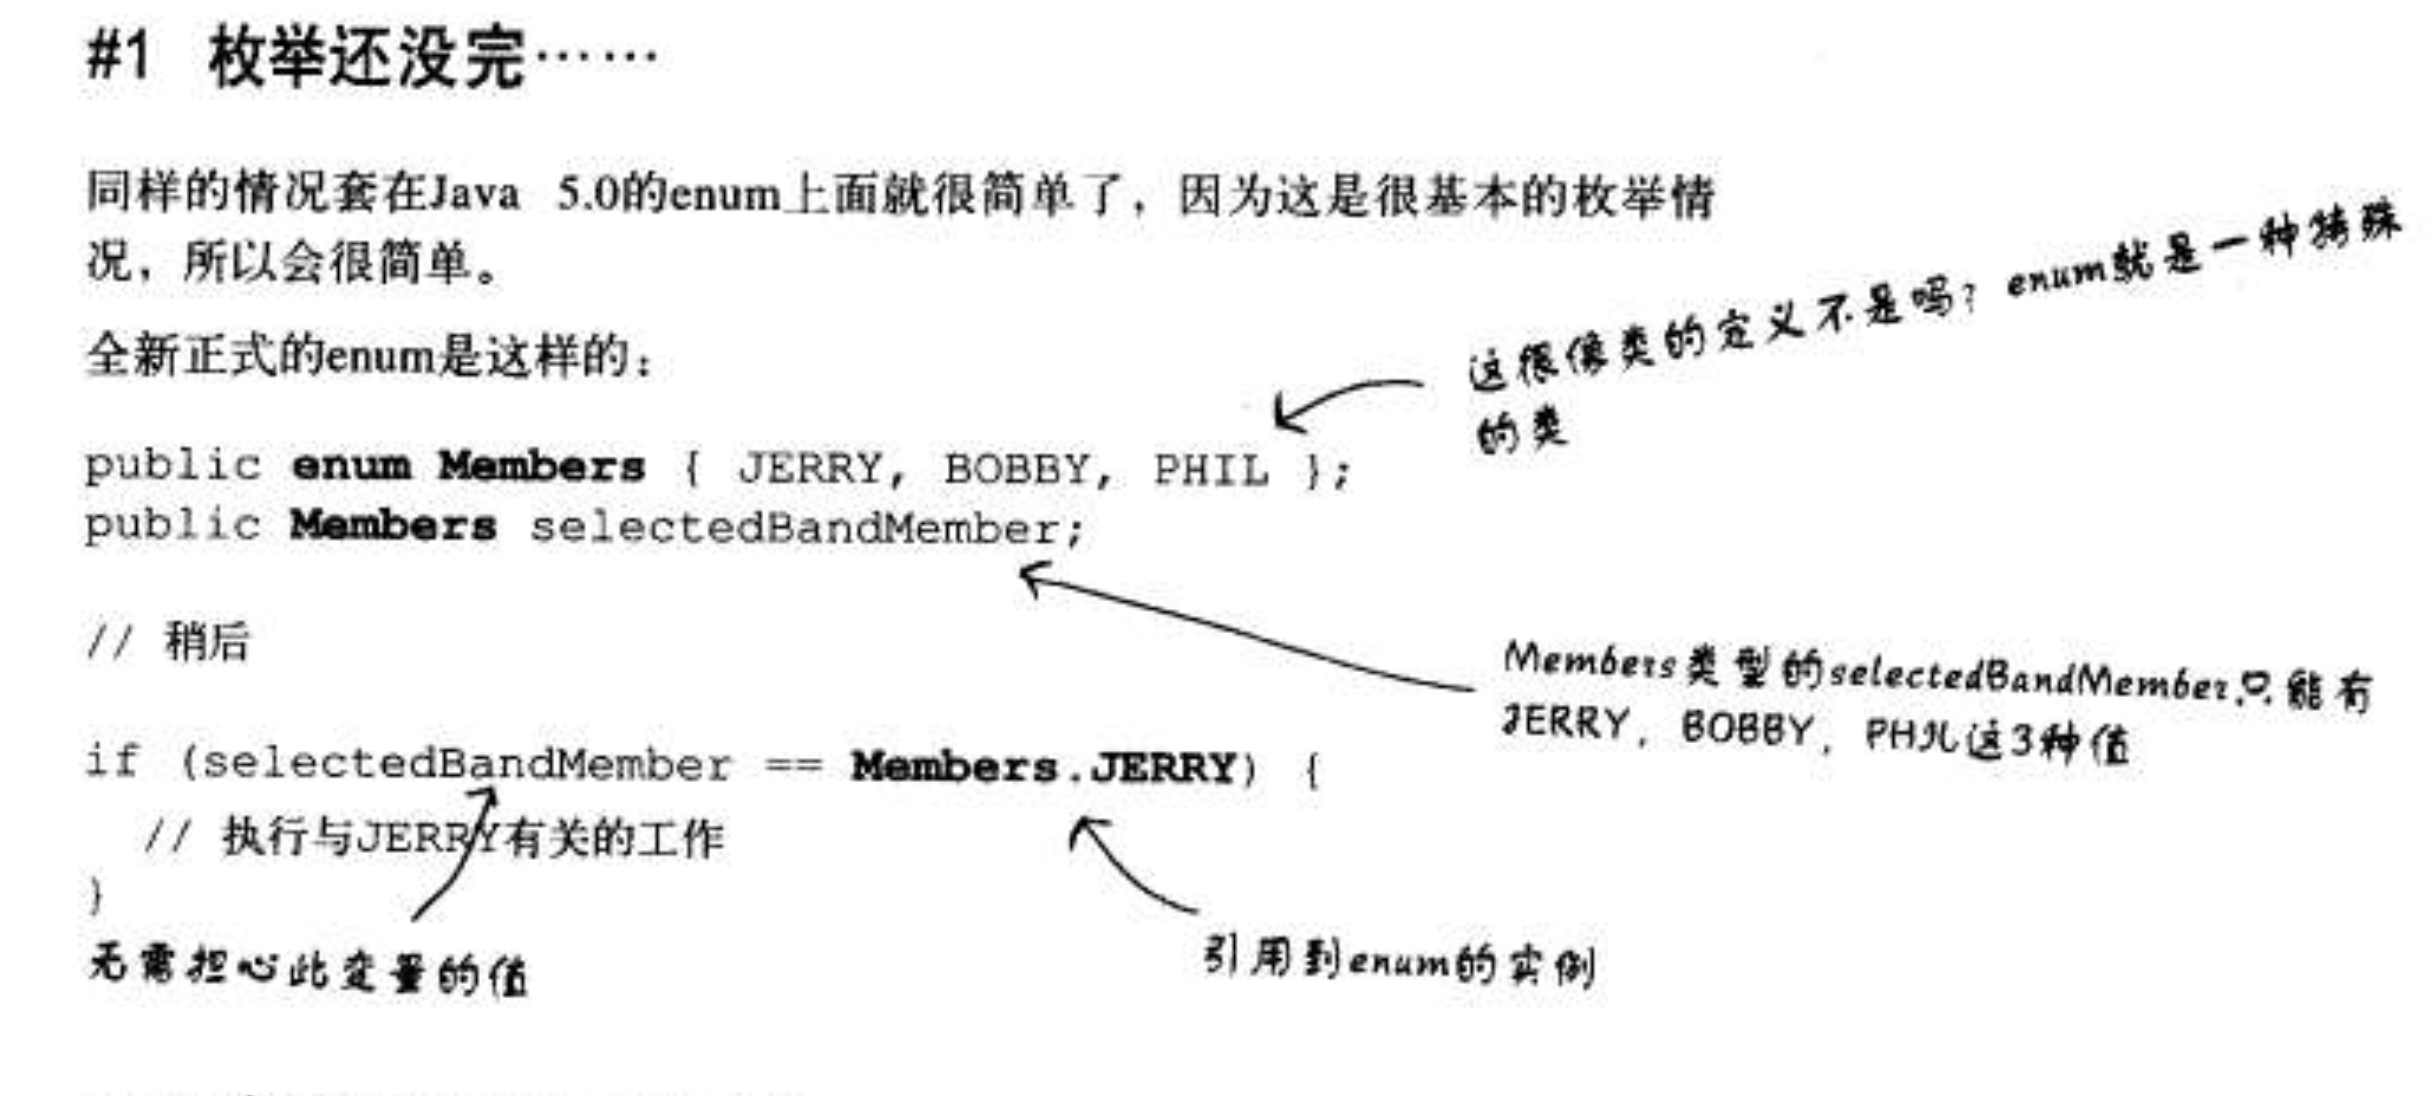 #1 枚举还没完……
同样的情况套在Java 5.0的enum上面就很简单了，因为这是很基本的枚举情
况，所以会很简单。
全新正式的enum是这样的：
这很像类的定义不是吗？enum就是一种特殊
的类
public enum Members { JERRY, BOBBY, PHIL };
public Members selectedBandMember;
// 稍后
Members类型的selectedBandMember只能有
JERRY，BOBBY，PHIL这3种值
if (selectedBandMember == Members.JERRY) {
// 执行与JERRY有关的工作
}
无需担心此变量的值
引用到enum的实例